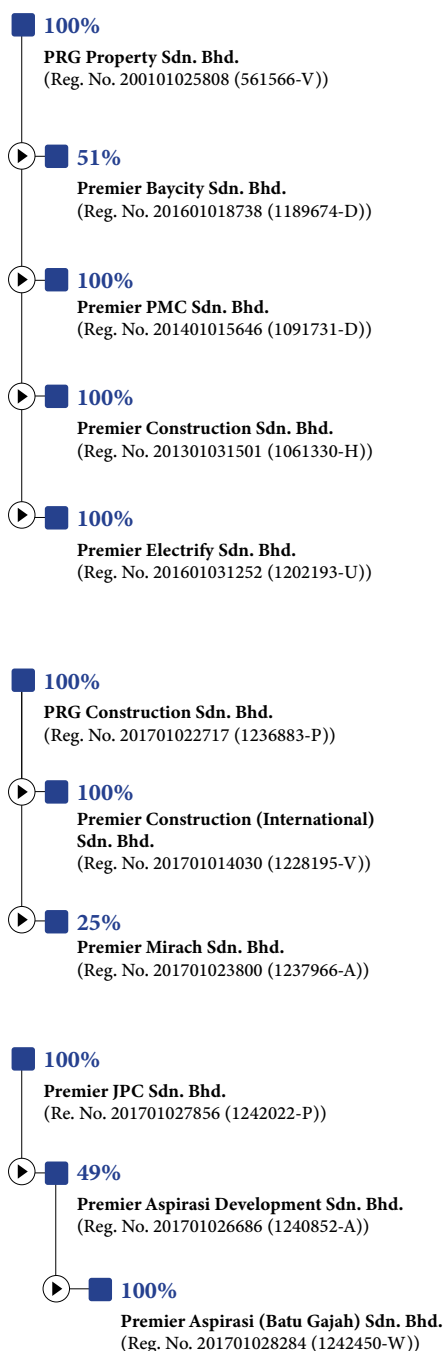 100%
PRG Property Sdn. Bhd.
(Reg. No. 200101025808 (561566-V))
51%
Premier Baycity Sdn. Bhd.
(Reg. No. 201601018738 (1189674-D))
100%
Premier PMC Sdn. Bhd.
(Reg. No. 201401015646 (1091731-D))
100%
Premier Construction Sdn. Bhd.
(Reg. No. 201301031501 (1061330-H))
100%
Premier Electrify Sdn. Bhd.
(Reg. No. 201601031252 (1202193-U))
100%
PRG Construction Sdn. Bhd.
(Reg. No. 201701022717 (1236883-P))
100%
Premier Construction (International)
Sdn. Bhd.
(Reg. No. 201701014030 (1228195-V))
25%
Premier Mirach Sdn. Bhd.
(Reg. No. 201701023800 (1237966-A))
100%
Premier JPC Sdn. Bhd.
(Re. No. 201701027856 (1242022-P))
49%
Premier Aspirasi Development Sdn. Bhd.
(Reg. No. 201701026686 (1240852-A))
100%
Premier Aspirasi (Batu Gajah) Sdn. Bhd.
(Reg. No. 201701028284 (1242450-W))